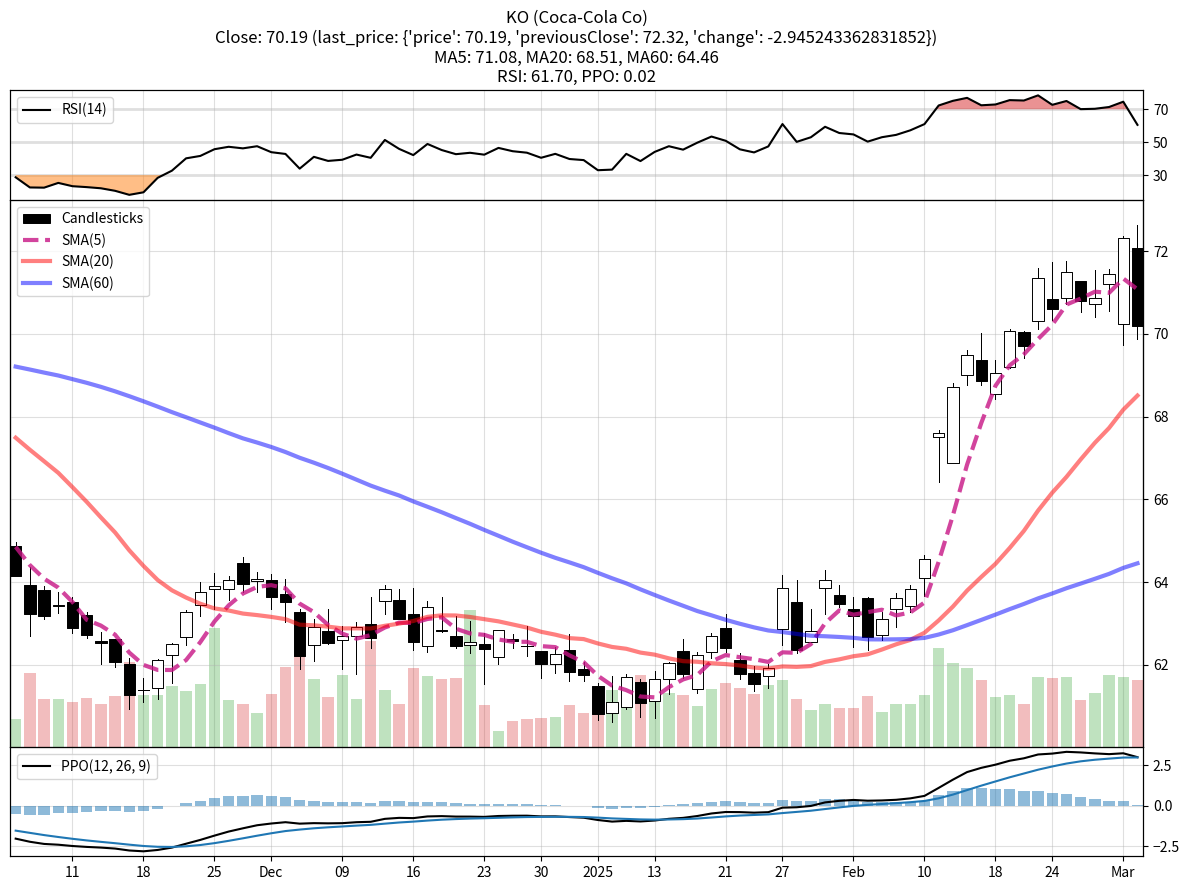 KO (Coca-Cola Co)
Close: 70.19 (last_price: {'price': 70.19, 'previousClose': 72.32, 'change': -2.945243362831852})
MA5: 71.08, MA20: 68.51, MA60: 64.46
RSI: 61.70, PPO: 0.02
RSI(14)
70
50
30
Candlesticks
SMA(5)
SMA(20)
SMA(60)
72
70
68
66
64
62
PPO(12, 26, 9)
2.5
0.0
−2.5
11 18 25 Dec 09 16 23 30 2025 13 21 27 Feb 10 18 24 Mar